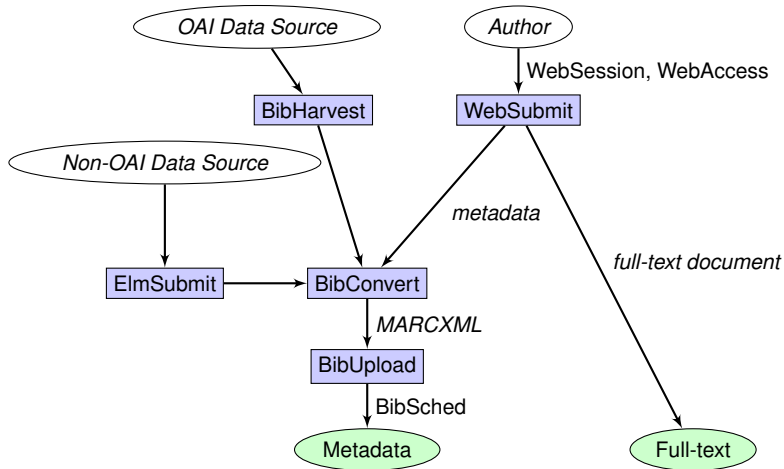 OAI Data Source
Author
WebSession, WebAccess
BibHarvest
WebSubmit
Non-OAI Data Source
metadata
full-text document
ElmSubmit
BibConvert
MARCXML
BibUpload
BibSched
Metadata
Full-text